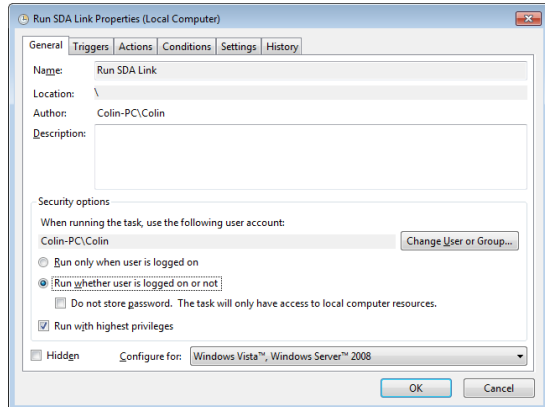 Run SDA Link Properties (Local Computer)
General Triggers Actions Conditions Settings History
Name: Run SDA Link
Location: \
Author: Colin-PC\Colin
Description:
Security options
When running the task, use the following user account:
Colin-PC\Colin Change User or Group...
Run only when user is logged on
Run whether user is logged on or not
Do not store password. The task will only have access to local computer resources.
Run with highest privileges
Hidden Configure for: Windows Vista™, Windows Server™ 2008
OK Cancel